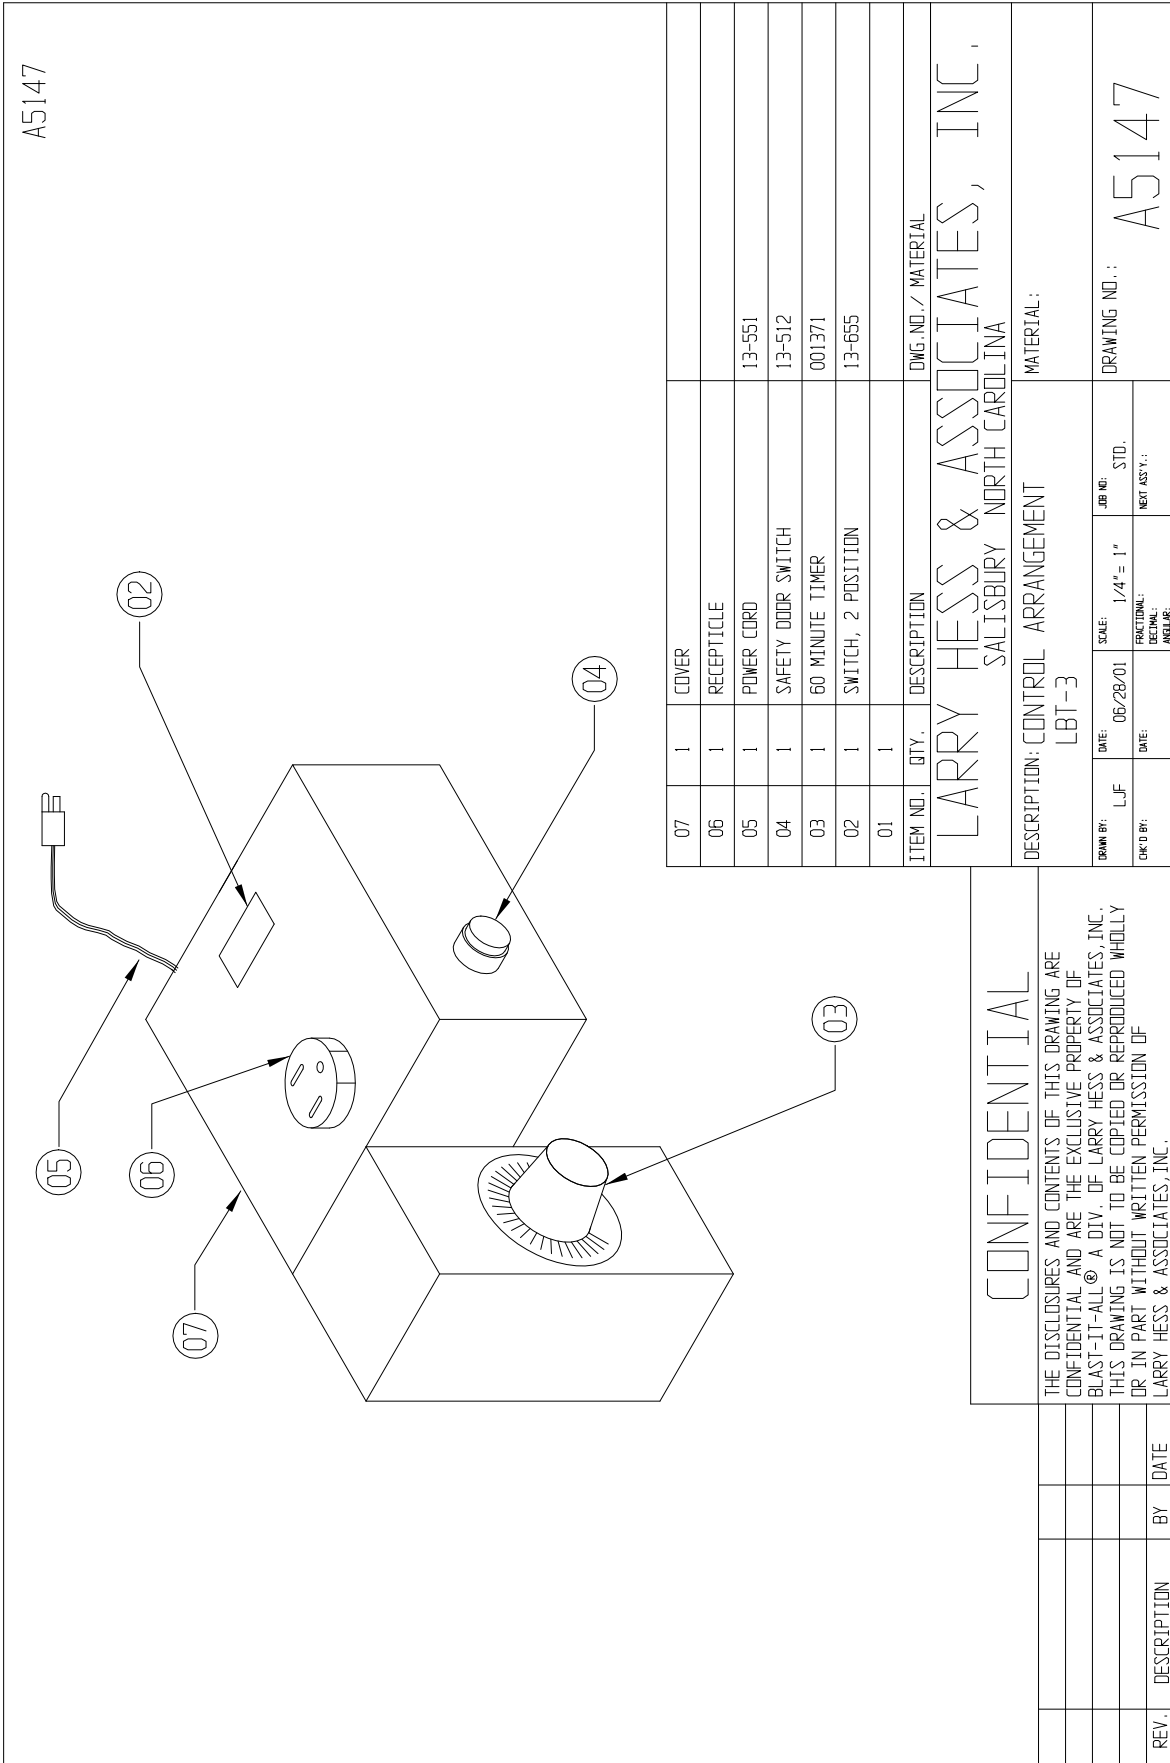 A5147
02
04
05
06
07
03
07 1 COVER
06 1 RECEPTICLE
05 1 POWER CORD 13-551
04 1 SAFETY DOOR SWITCH 13-512
03 1 60 MINUTE TIMER 001371
02 1 SWITCH, 2 POSITION 13-655
01 1
ITEM NO. QTY. DESCRIPTION DWG.NO./ MATERIAL
LARRY HESS & ASSOCIATES, INC.
SALISBURY NORTH CAROLINA
DESCRIPTION: CONTROL ARRANGEMENT
LBT-3
MATERIAL:
DRAWN BY: LJF
DATE: 06/28/01
SCALE: 1/4" = 1"
JOB NO: STD.
DRAWING NO.:
A5147
CHK'D BY:
DATE:
FRACTIONAL:
DECIMAL:
ANGULAR:
NEXT ASS'Y.:
CONFIDENTIAL
THE DISCLOSURES AND CONTENTS OF THIS DRAWING ARE
CONFIDENTIAL AND ARE THE EXCLUSIVE PROPERTY OF
BLAST-IT-ALL® A DIV. OF LARRY HESS & ASSOCIATES,INC.
THIS DRAWING IS NOT TO BE COPIED OR REPRODUCED WHOLLY
OR IN PART WITHOUT WRITTEN PERMISSION OF
LARRY HESS & ASSOCIATES,INC.
REV. DESCRIPTION BY DATE